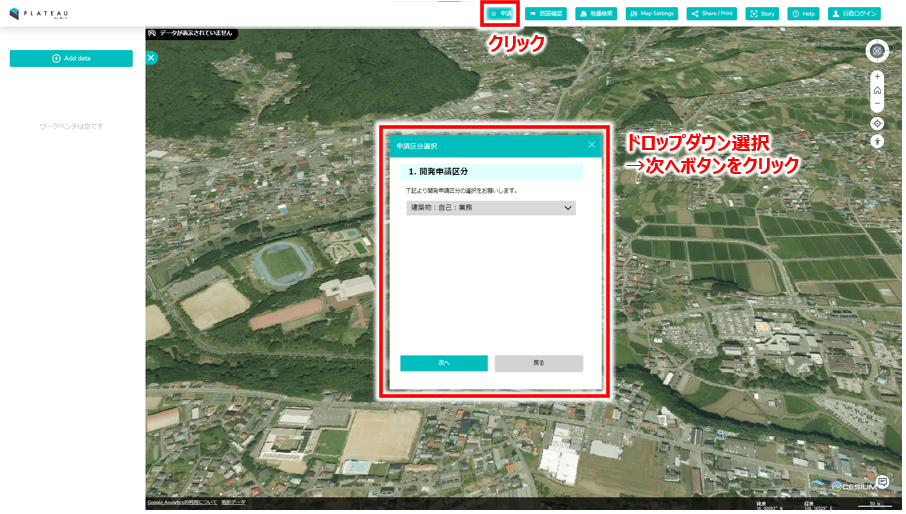 PLATEAU
申請
回答確認
地番検索
Map Settings
Share / Print
Story
Help
行政ログイン
クリック
データが表示されていません
Add data
ワークベンチは空です
申請区分選択
1. 開発申請区分
下記より開発申請区分の選択をお願いします。
建築物：自己：業務
次へ
戻る
ドロップダウン選択
→次へボタンをクリック
CESIUM
Google Analyticsの利用について
地図データ
緯度
経度